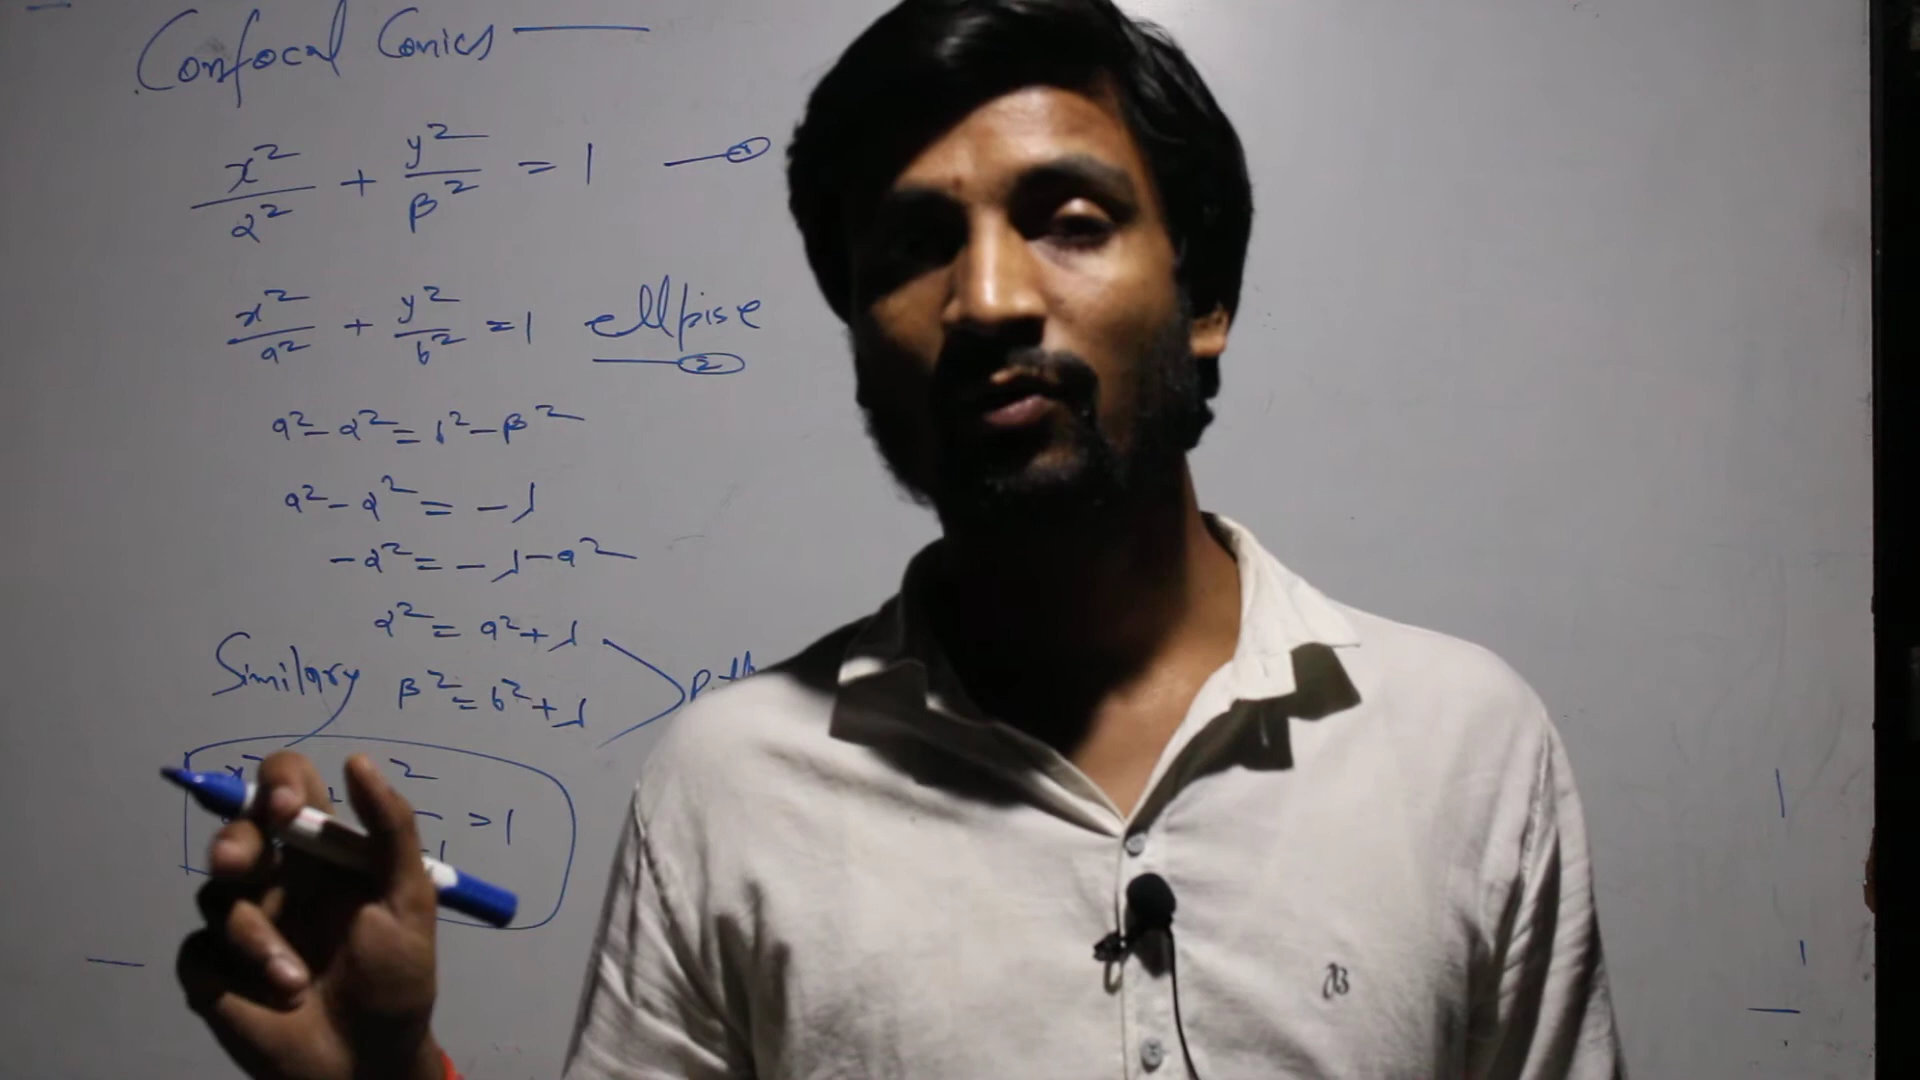 Confocal Conics
x²/α² + y²/β² = 1 — ①
x²/a² + y²/b² = 1 ellpise — ②
a² - α² = b² - β²
a² - α² = -λ
-α² = -λ - a²
α² = a² + λ
Similary β² = b² + λ
= 1